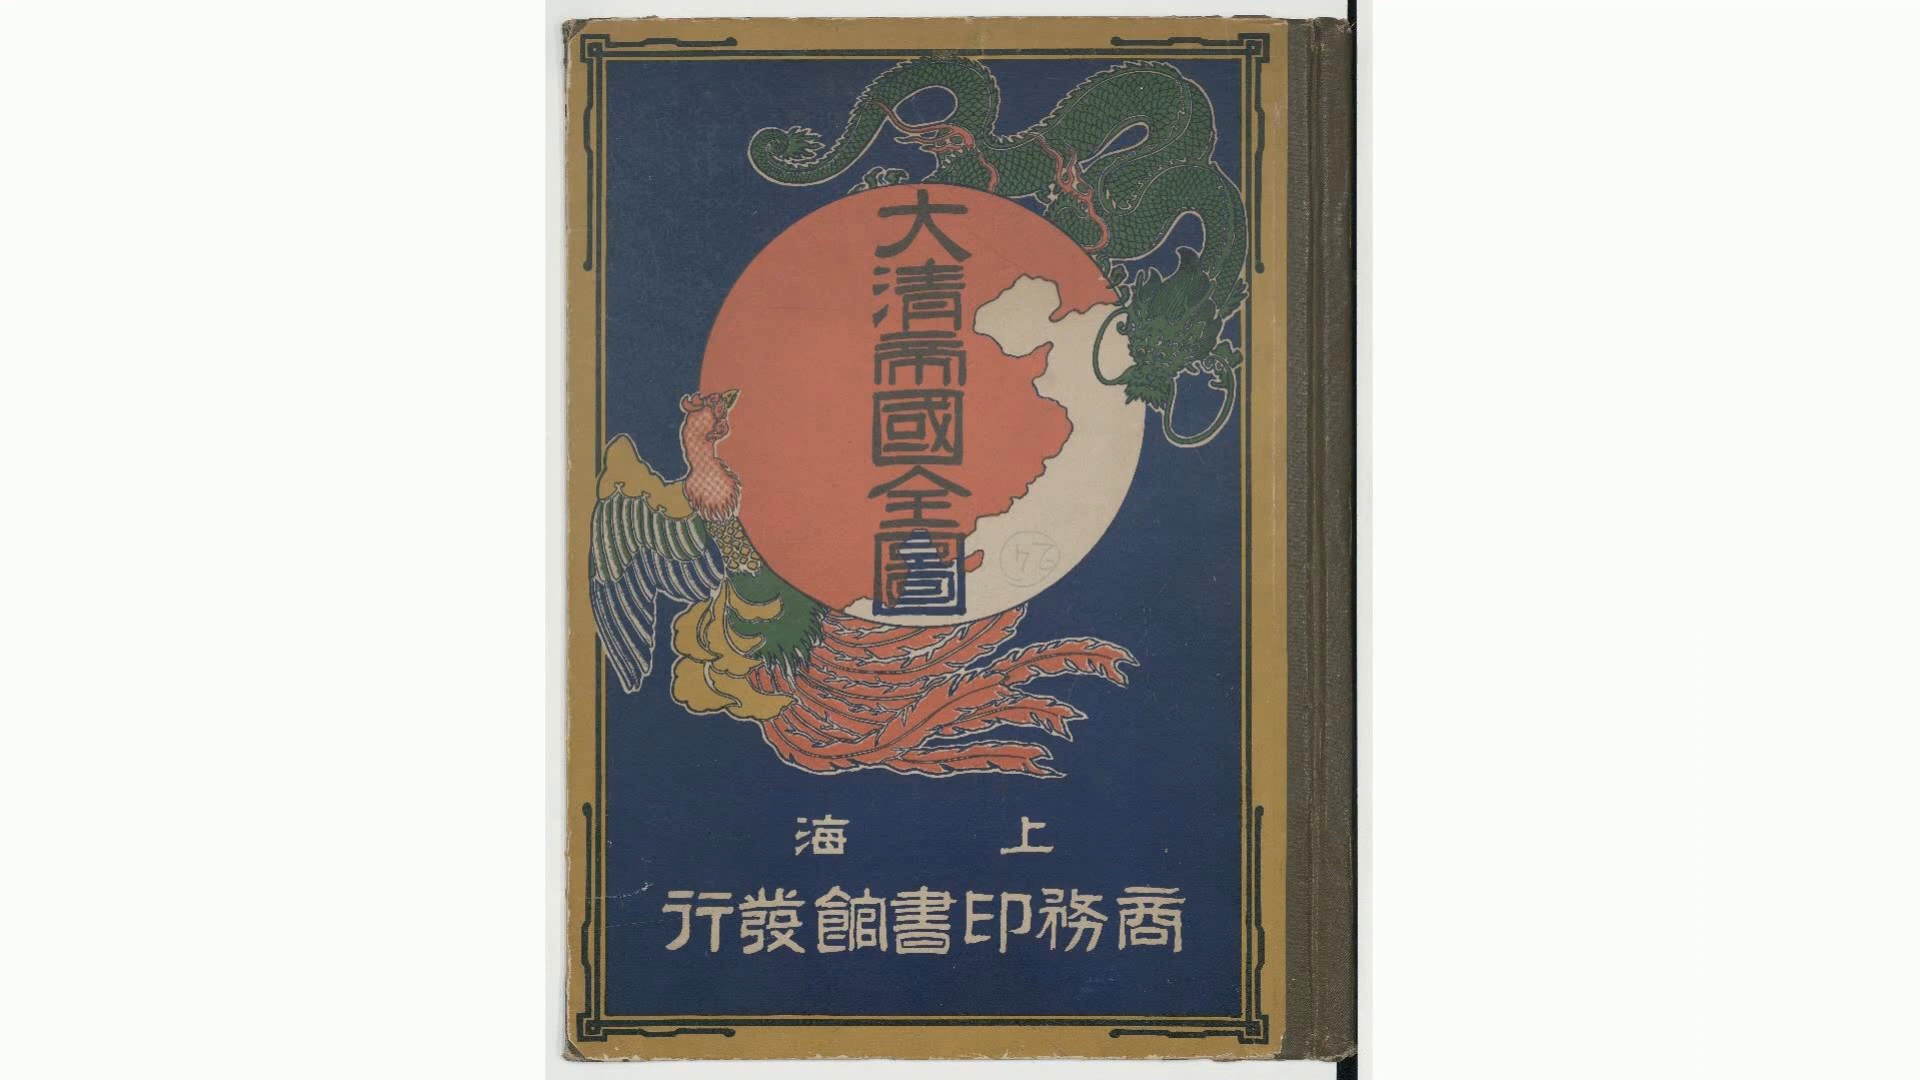 大清帝國全圖
上海
商務印書館發行